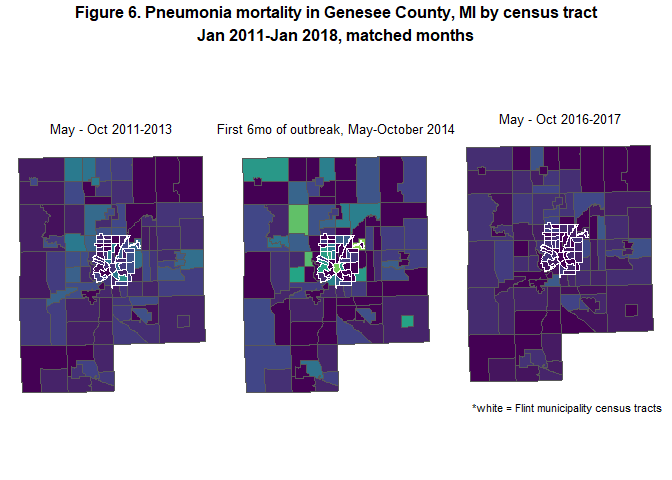 Figure 6. Pneumonia mortality in Genesee County, MI by census tract
Jan 2011-Jan 2018, matched months
May - Oct 2011-2013
First 6mo of outbreak, May-October 2014
May - Oct 2016-2017
*white = Flint municipality census tracts